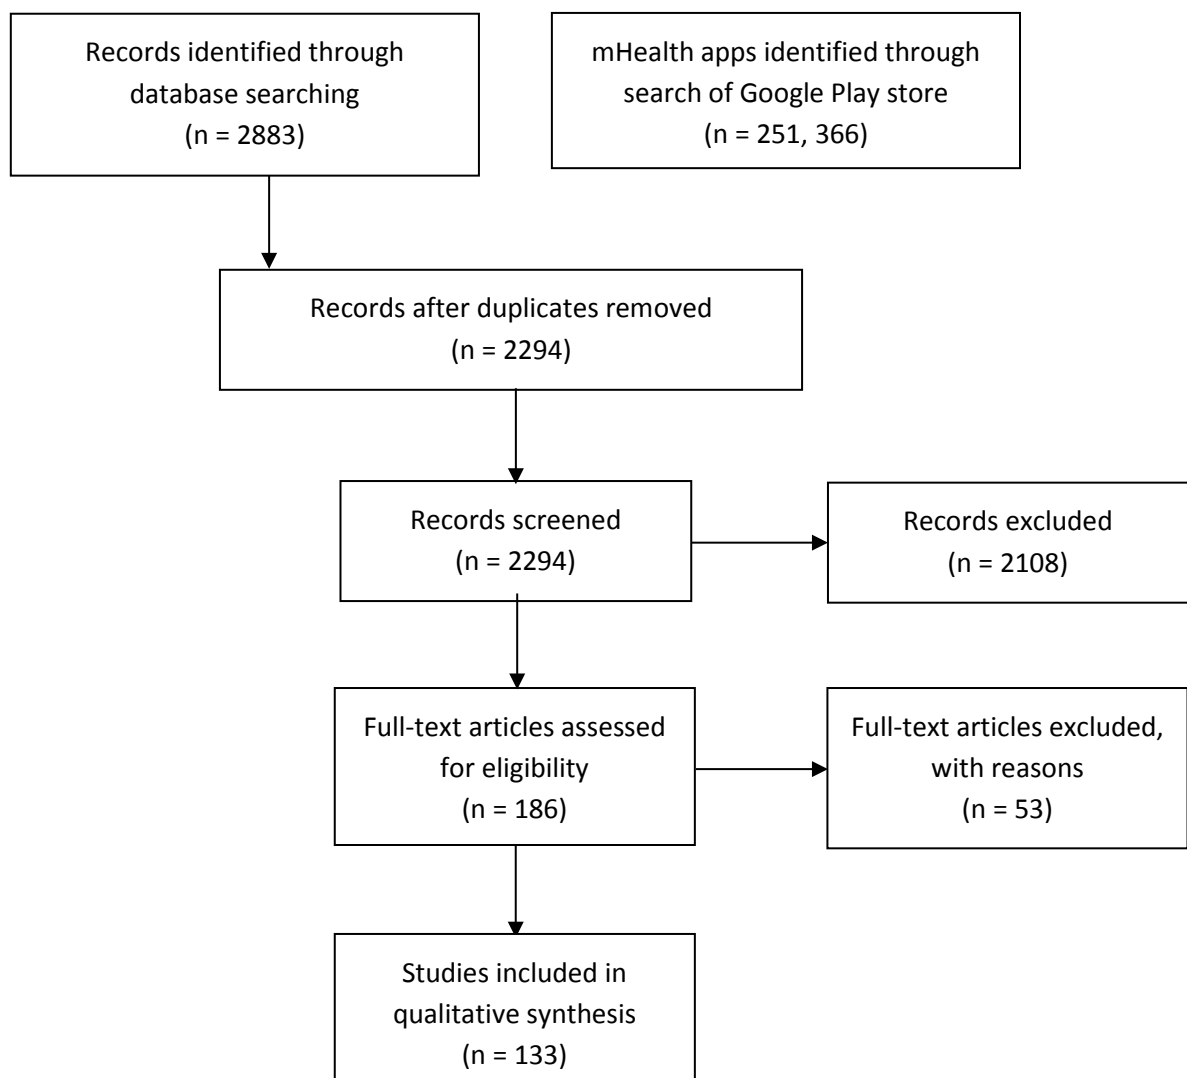 Records identified through
database searching
(n = 2883)
mHealth apps identified through
search of Google Play store
(n = 251, 366)
Records after duplicates removed
(n = 2294)
Records screened
(n = 2294)
Records excluded
(n = 2108)
Full-text articles assessed
for eligibility
(n = 186)
Full-text articles excluded,
with reasons
(n = 53)
Studies included in
qualitative synthesis
(n = 133)